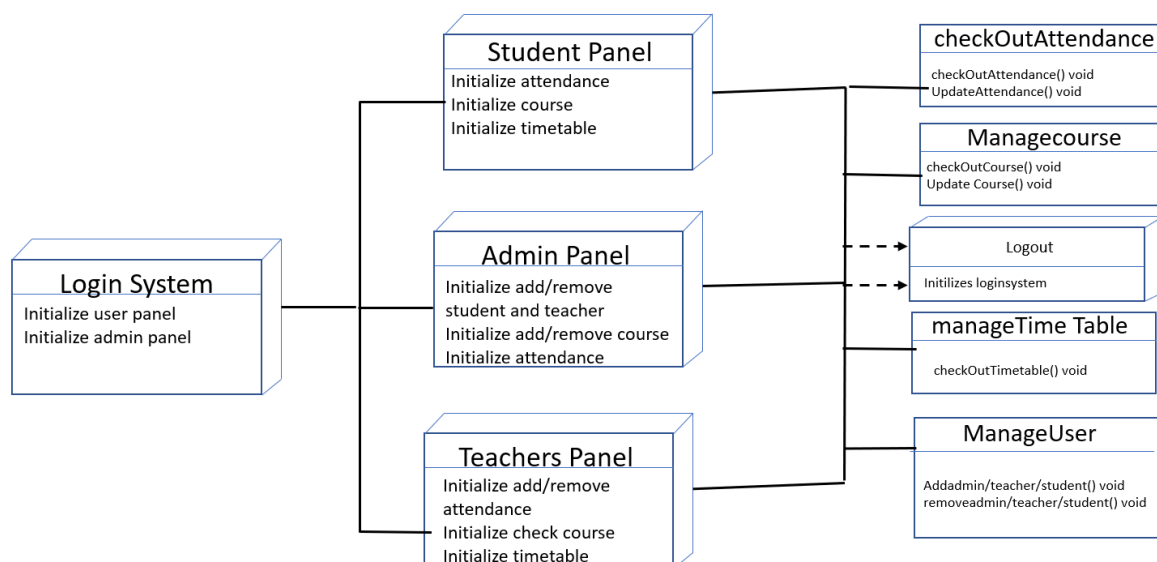 Login System
Initialize user panel
Initialize admin panel
Student Panel
Initialize attendance
Initialize course
Initialize timetable
Admin Panel
Initialize add/remove
student and teacher
Initialize add/remove course
Initialize attendance
Teachers Panel
Initialize add/remove
attendance
Initialize check course
Initialize timetable
checkOutAttendance
checkOutAttendance() void
UpdateAttendance() void
Managecourse
checkOutCourse() void
Update Course() void
Logout
Initilizes loginsystem
manageTime Table
checkOutTimetable() void
ManageUser
Addadmin/teacher/student() void
removeadmin/teacher/student() void